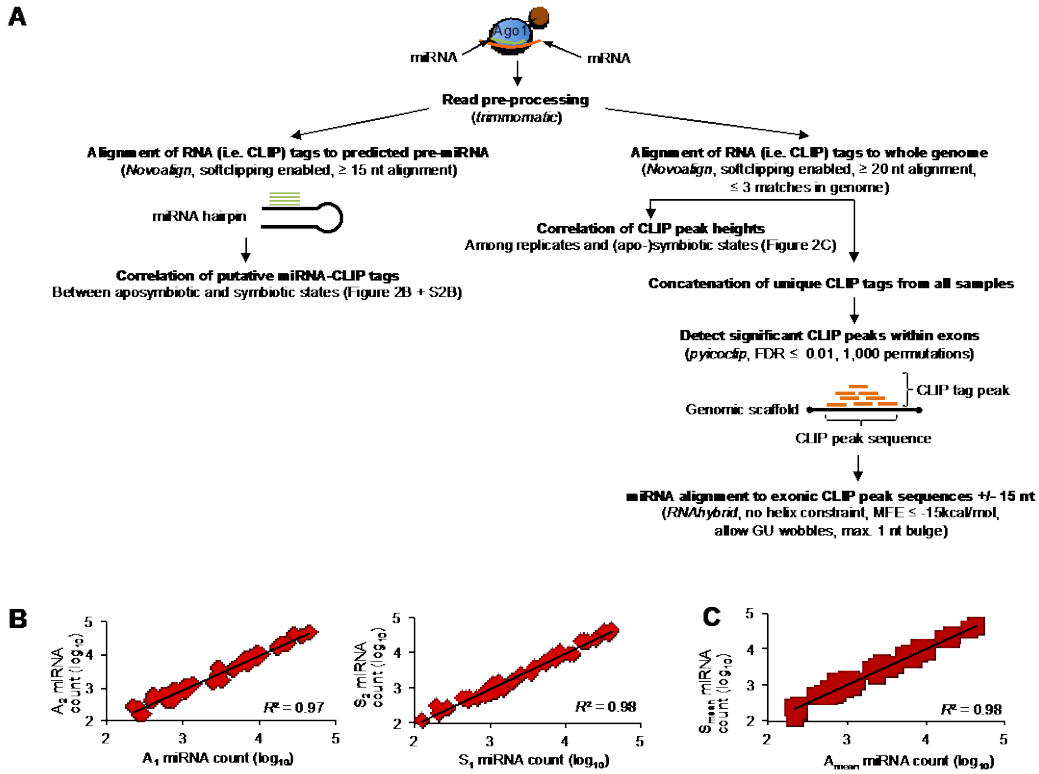 A
Ago1
miRNA
mRNA
Read pre-processing
(trimmomatic)
Alignment of RNA (i.e. CLIP) tags to predicted pre-miRNA
(Novoalign, softclipping enabled, ≥ 15 nt alignment)
miRNA hairpin
Correlation of putative miRNA-CLIP tags
Between aposymbiotic and symbiotic states (Figure 2B + S2B)
Alignment of RNA (i.e. CLIP) tags to whole genome
(Novoalign, softclipping enabled, ≥ 20 nt alignment,
≤ 3 matches in genome)
Correlation of CLIP peak heights
Among replicates and (apo-)symbiotic states (Figure 2C)
Concatenation of unique CLIP tags from all samples
Detect significant CLIP peaks within exons
(pyicoclip, FDR ≤ 0.01, 1,000 permutations)
CLIP tag peak
Genomic scaffold
CLIP peak sequence
miRNA alignment to exonic CLIP peak sequences +/- 15 nt
(RNAhybrid, no helix constraint, MFE ≤ -15kcal/mol,
allow GU wobbles, max. 1 nt bulge)
B
A2 miRNA
count (log10)
5
4
3
2
R² = 0.97
2 3 4 5
A1 miRNA count (log10)
S2 miRNA
count (log10)
5
4
3
2
R² = 0.98
2 3 4 5
S1 miRNA count (log10)
C
Smean miRNA
count (log10)
5
4
3
2
R² = 0.98
2 3 4 5
Amean miRNA count (log10)